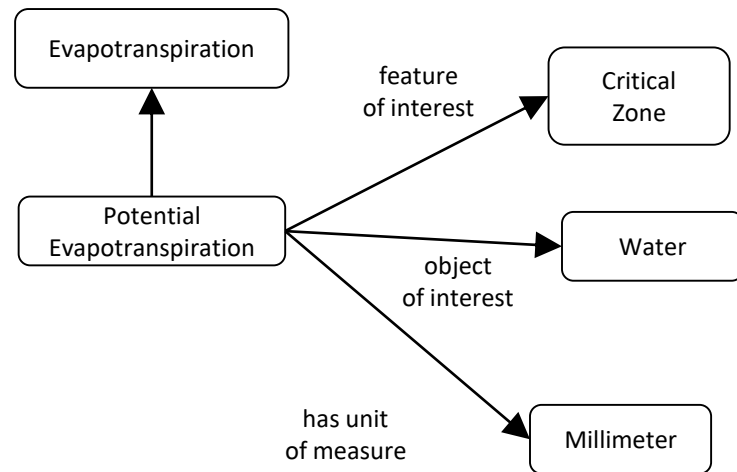 Evapotranspiration
feature
of interest
Critical
Zone
Potential
Evapotranspiration
Water
object
of interest
has unit
of measure
Millimeter